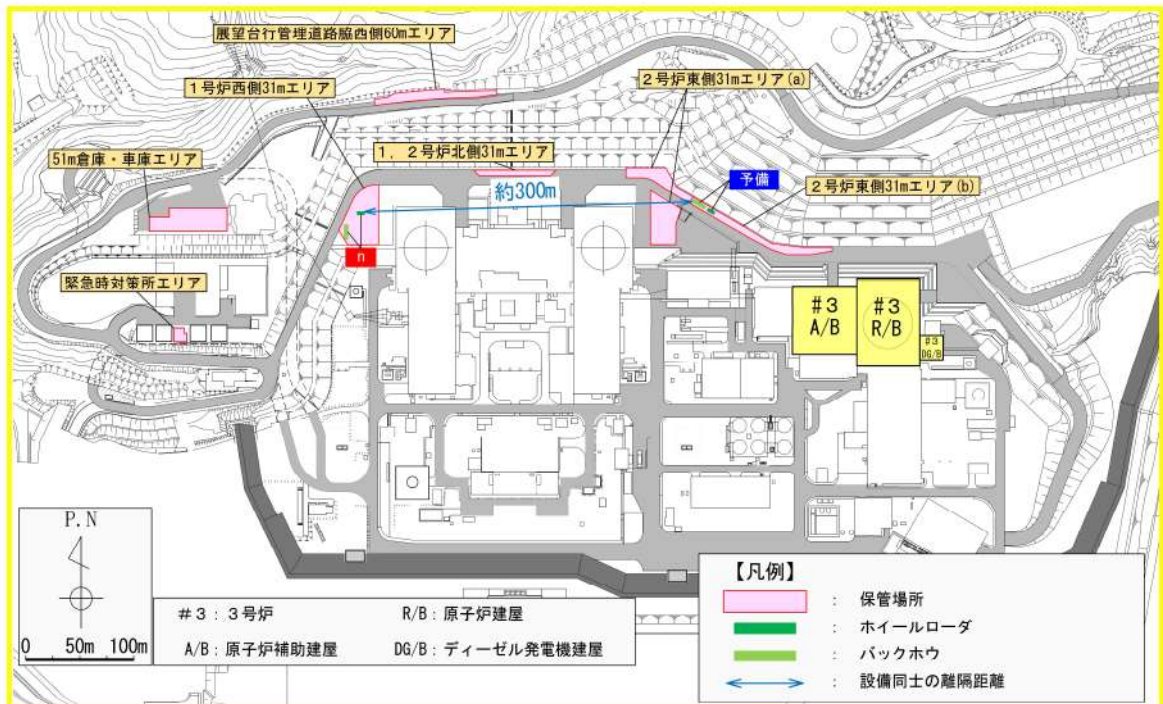 展望台行管理道路脇西側60mエリア
1号炉西側31mエリア
2号炉東側31mエリア(a)
51m倉庫・車庫エリア
1，2号炉北側31mエリア
約300m
予備
2号炉東側31mエリア(b)
n
緊急時対策所エリア
#3
A/B
#3
R/B
#3
DG/B
P.N
0 50m 100m
#3：3号炉 R/B：原子炉建屋
A/B：原子炉補助建屋 DG/B：ディーゼル発電機建屋
【凡例】
： 保管場所
： ホイールローダ
： バックホウ
： 設備同士の離隔距離